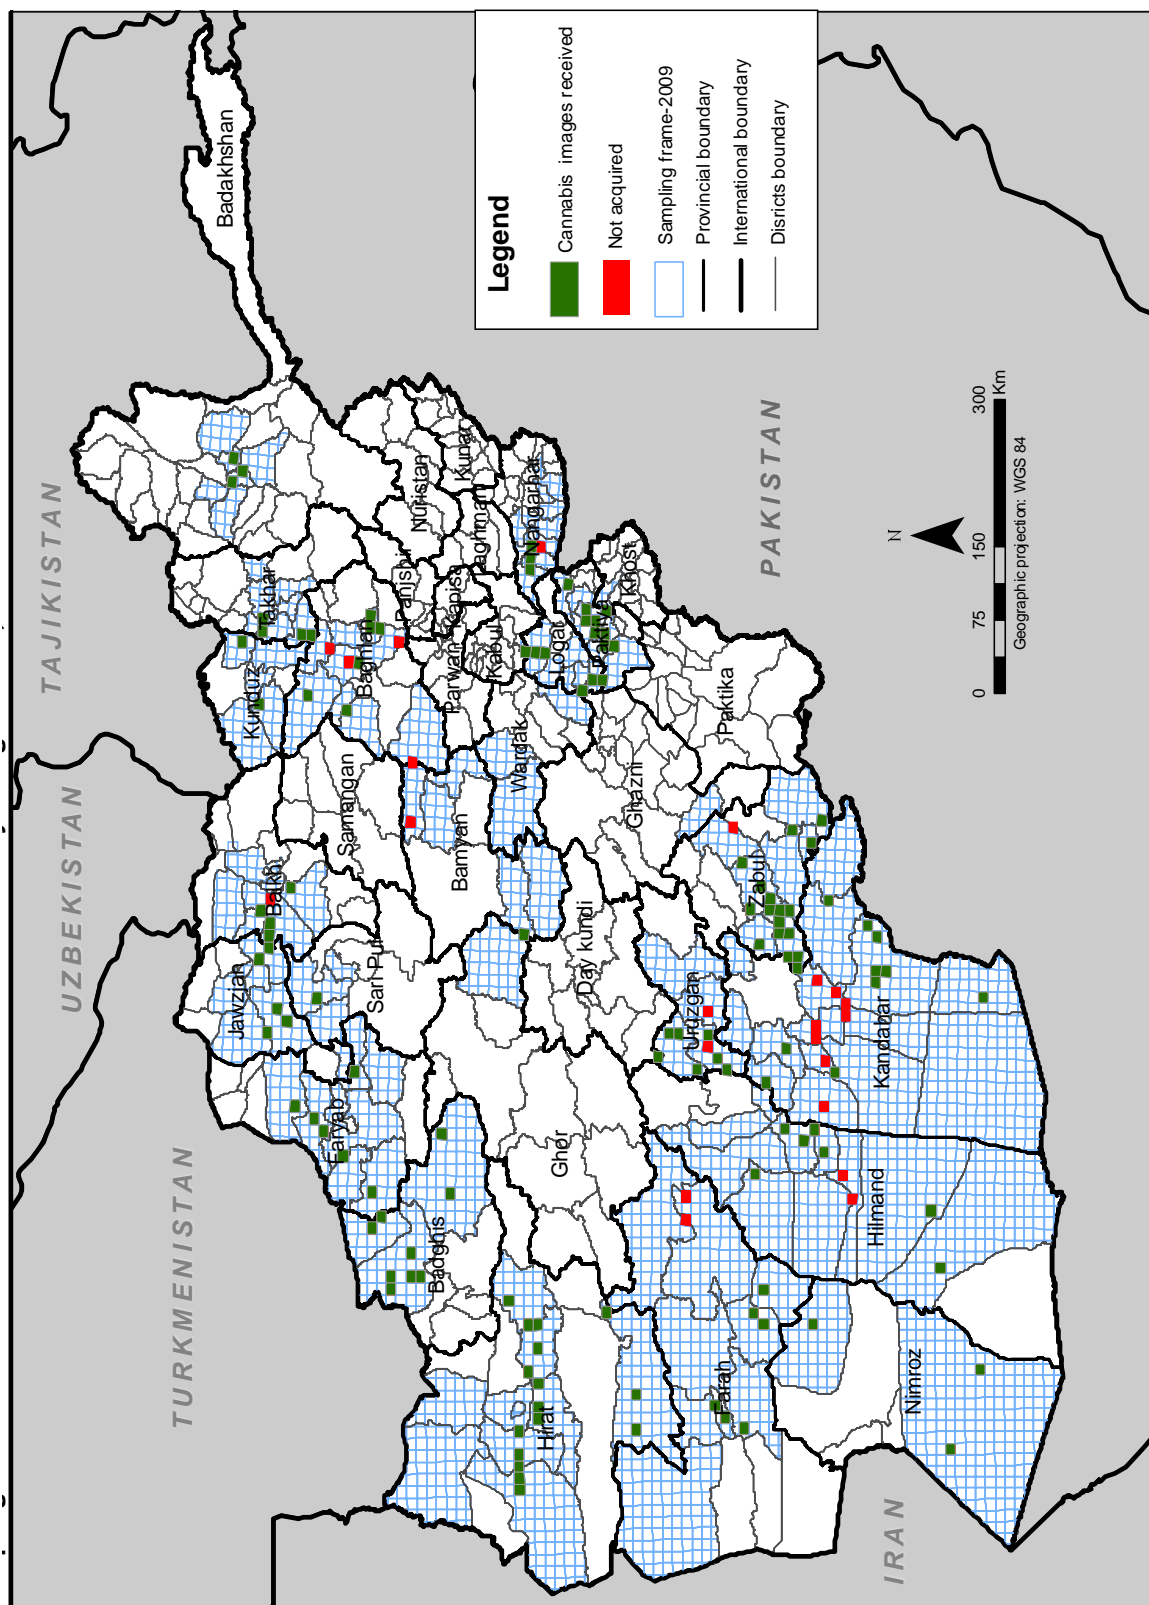 TAJIKISTAN
UZBEKISTAN
TURKMENISTAN
PAKISTAN
IRAN
Badakhshan
Takhar
Kunduz
Baghlan
Balkh
Jawzjan
Samangan
Sari Pul
Faryab
Badghis
Nuristan
Kunar
Laghman
Nangarhar
Panjshir
Kapisa
Parwan
Kabul
Bamyan
Wardak
Logar
Paktiya
Khost
Ghazni
Paktika
Day kundi
Ghor
Hirat
Uruzgan
Zabul
Farah
Kandahar
Hilmand
Nimroz
Legend
Cannabis images received
Not acquired
Sampling frame-2009
Provincial boundary
International boundary
Disricts boundary
N
0 75 150 300
Km
Geographic projection: WGS 84